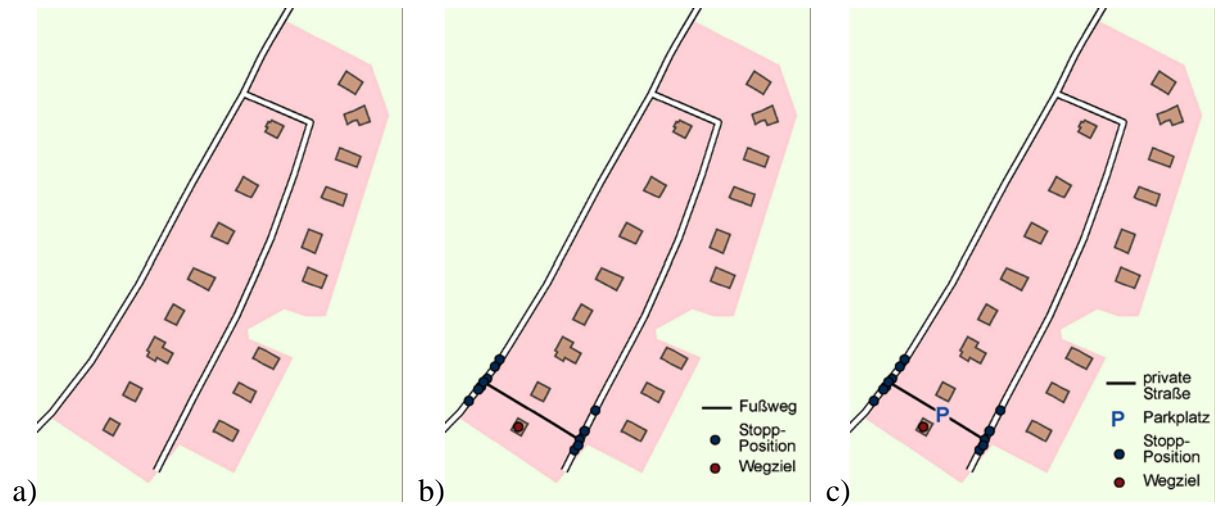 a)
b)
Fußweg
Stopp-
Position
Wegziel
c)
P
private
Straße
P Parkplatz
Stopp-
Position
Wegziel